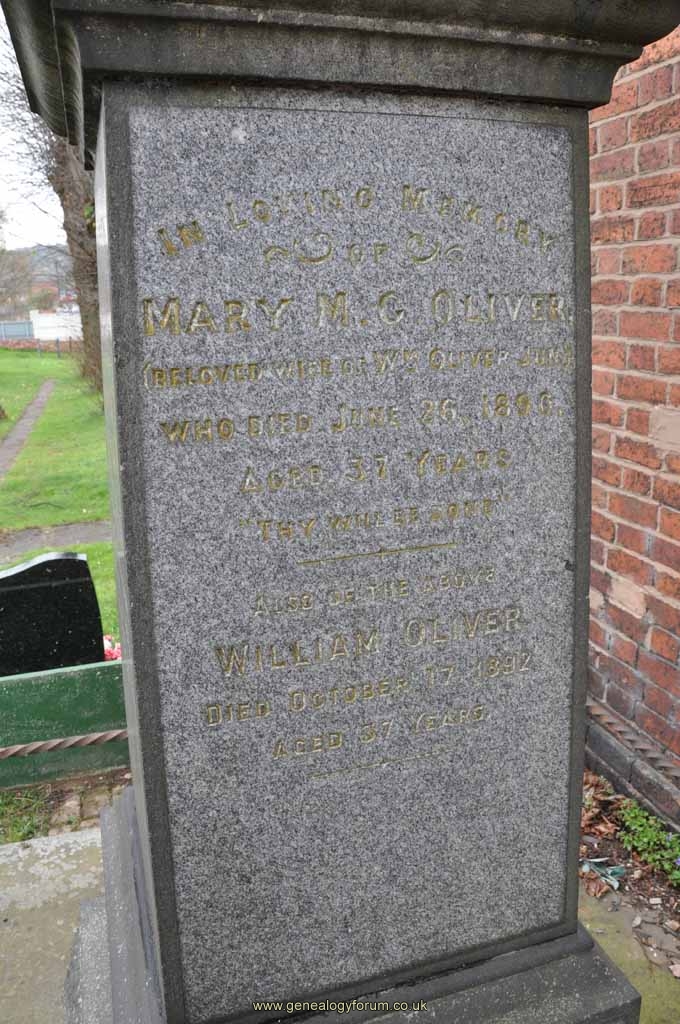 IN LOVING MEMORY
OF
MARY M. G OLIVER,
(BELOVED WIFE OF WM OLIVER JUNR)
WHO DIED JUNE 26, 1890.
AGED 37 YEARS
"THY WILL BE DONE"
ALSO OF THE ABOVE
WILLIAM OLIVER
DIED OCTOBER 17, 1892
AGED 37 YEARS.
www.genealogyforum.co.uk